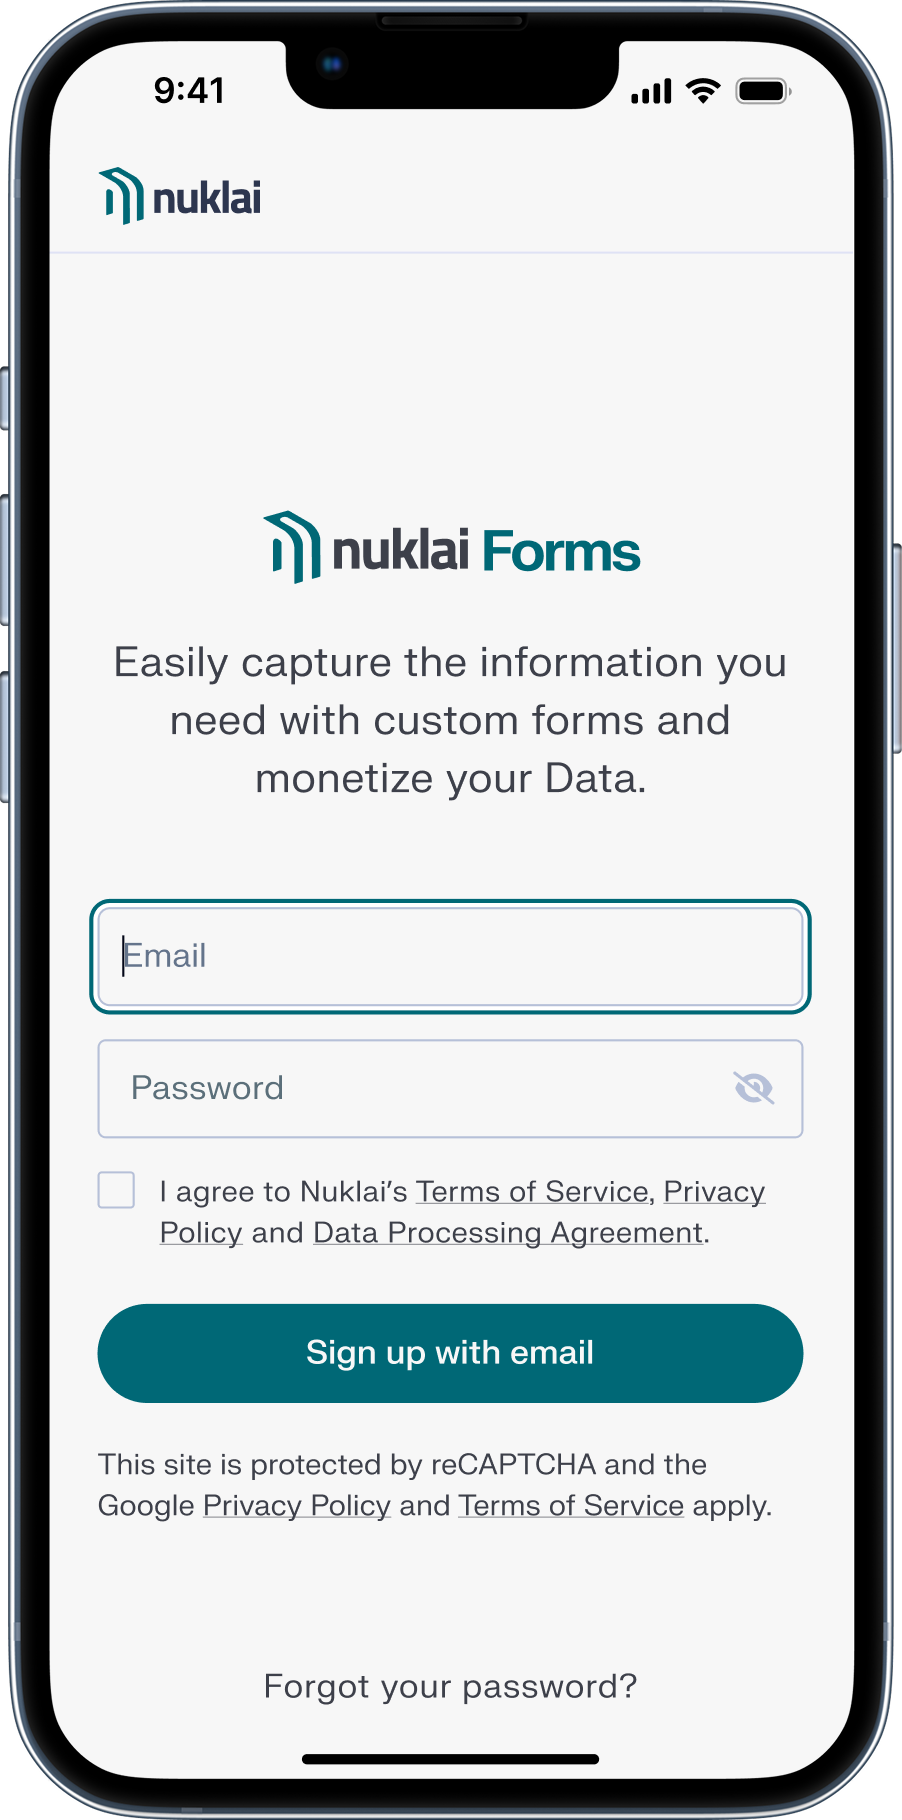 9:41
nuklai
nuklai Forms
Easily capture the information you
need with custom forms and
monetize your Data.
Email
Password
I agree to Nuklai’s Terms of Service, Privacy
Policy and Data Processing Agreement.
Sign up with email
This site is protected by reCAPTCHA and the
Google Privacy Policy and Terms of Service apply.
Forgot your password?